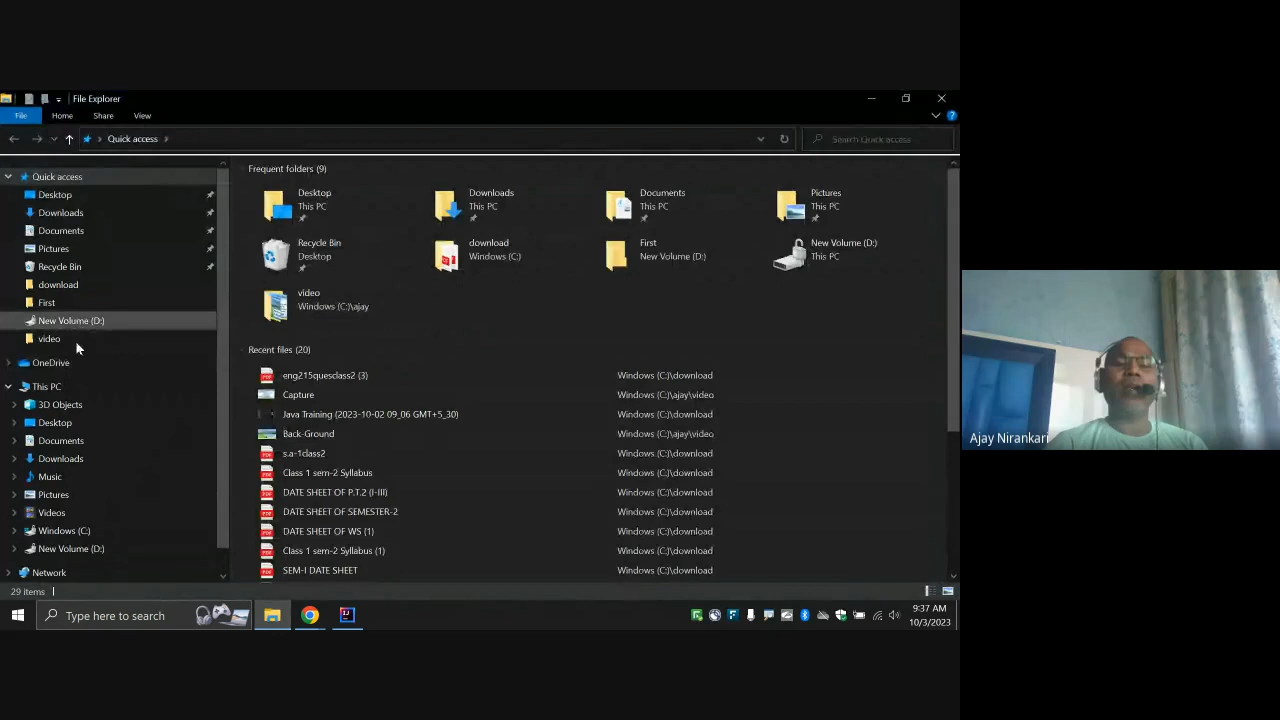 File Explorer
File Home Share View
Quick access
Search Quick access
Quick access
Desktop
Downloads
Documents
Pictures
Recycle Bin
download
First
New Volume (D:)
video
OneDrive
This PC
3D Objects
Desktop
Documents
Downloads
Music
Pictures
Videos
Windows (C:)
New Volume (D:)
Network
Frequent folders (9)
Desktop
This PC
Downloads
This PC
Documents
This PC
Pictures
This PC
Recycle Bin
Desktop
download
Windows (C:)
First
New Volume (D:)
New Volume (D:)
This PC
video
Windows (C:)\ajay
Recent files (20)
eng215quesclass2 (3) Windows (C:)\download
Capture Windows (C:)\ajay\video
Java Training (2023-10-02 09_06 GMT+5_30) Windows (C:)\download
Back-Ground Windows (C:)\ajay\video
s.a-1class2 Windows (C:)\download
Class 1 sem-2 Syllabus Windows (C:)\download
DATE SHEET OF P.T.2 (I-III) Windows (C:)\download
DATE SHEET OF SEMESTER-2 Windows (C:)\download
DATE SHEET OF WS (1) Windows (C:)\download
Class 1 sem-2 Syllabus (1) Windows (C:)\download
SEM-I DATE SHEET Windows (C:)\download
29 items
Type here to search
9:37 AM
10/3/2023
Ajay Nirankari